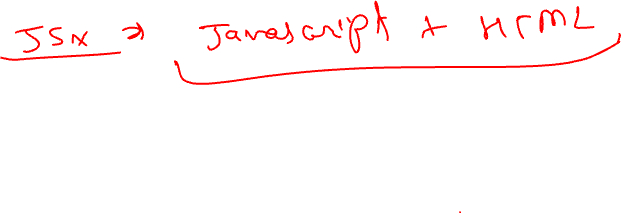 JSX → Javascript + HTML